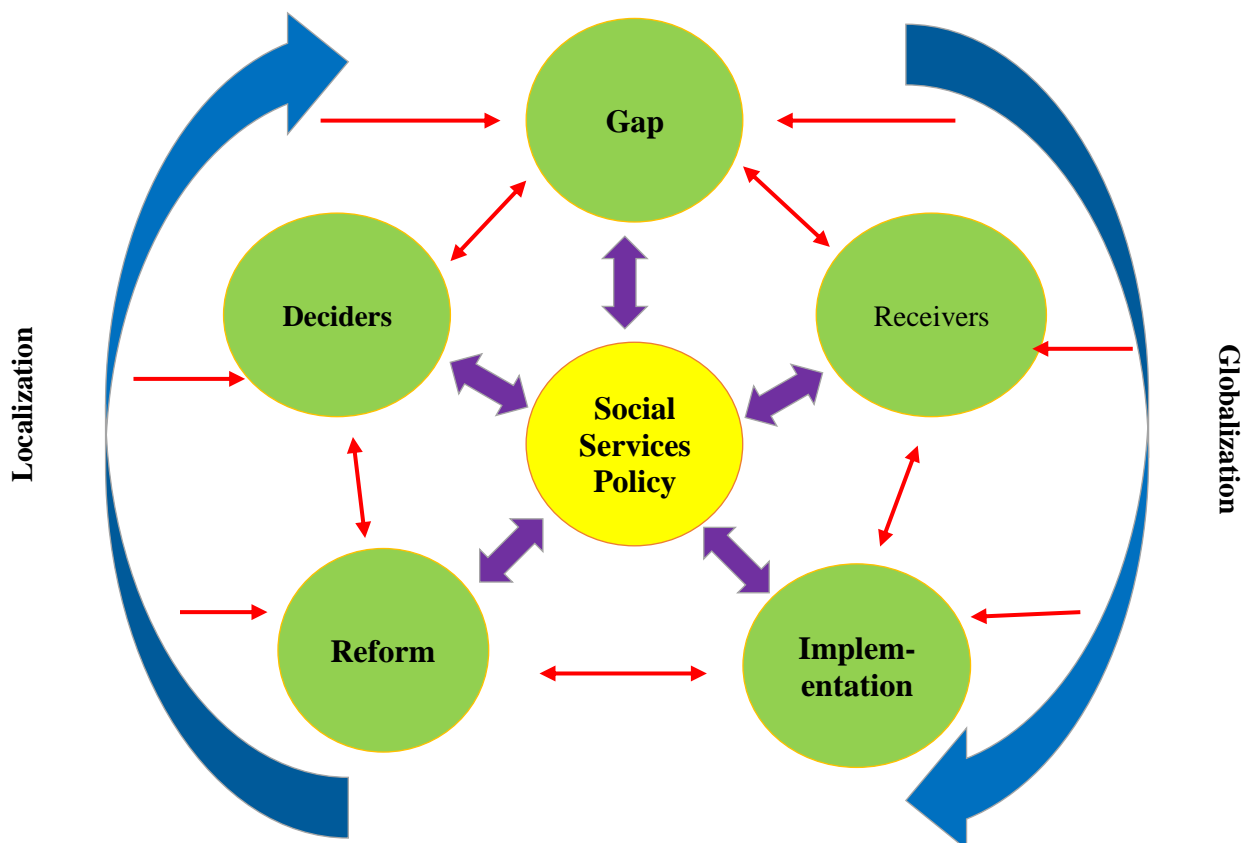 Gap
Deciders
Receivers
Localization
Social
Services
Policy
Globalization
Reform
Implem-
entation